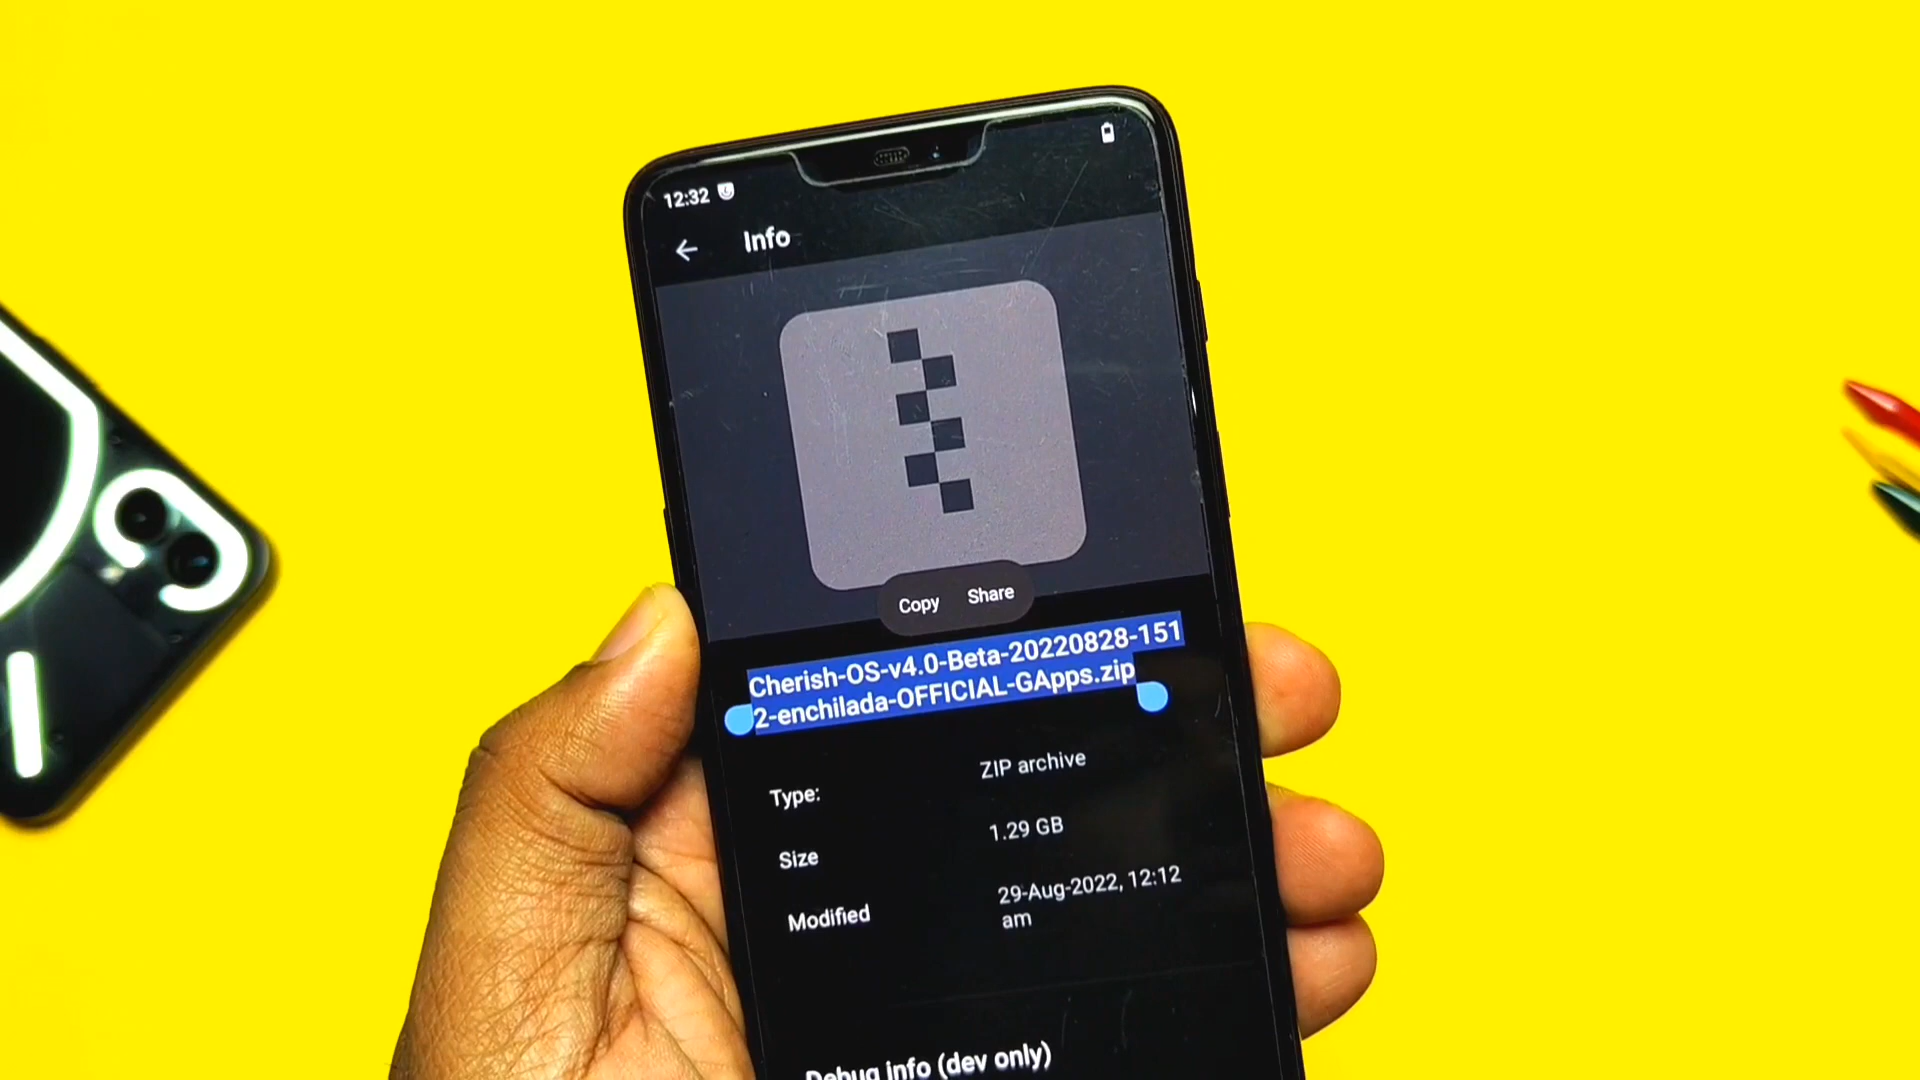 12:32
Info
Copy Share
Cherish-OS-v4.0-Beta-20220828-151
2-enchilada-OFFICIAL-GApps.zip
Type: ZIP archive
Size 1.29 GB
Modified 29-Aug-2022, 12:12
am
Debug info (dev only)